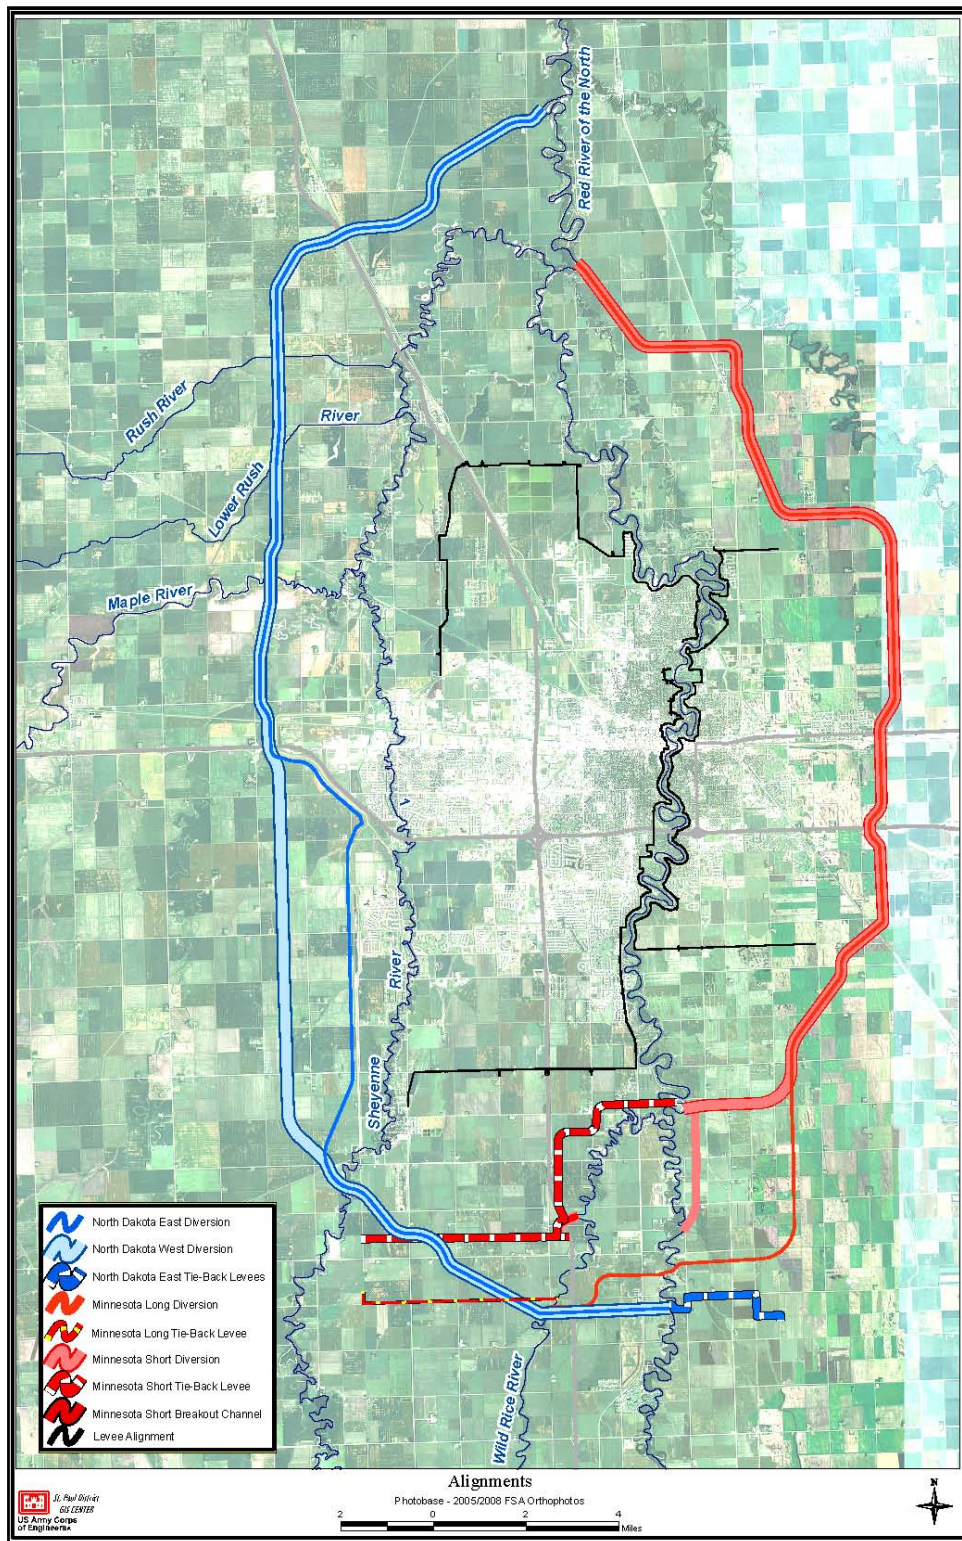 Red River of the North
Rush River
River
Lower Rush
Maple River
River
Sheyenne
Wild Rice River
North Dakota East Diversion
North Dakota West Diversion
North Dakota East Tie-Back Levees
Minnesota Long Diversion
Minnesota Long Tie-Back Levee
Minnesota Short Diversion
Minnesota Short Tie-Back Levee
Minnesota Short Breakout Channel
Levee Alignment
Alignments
Photobase - 2005/2008 FSA Orthophotos
2 0 2 4
Miles
N
St. Paul District
GIS CENTER
US Army Corps
of Engineers